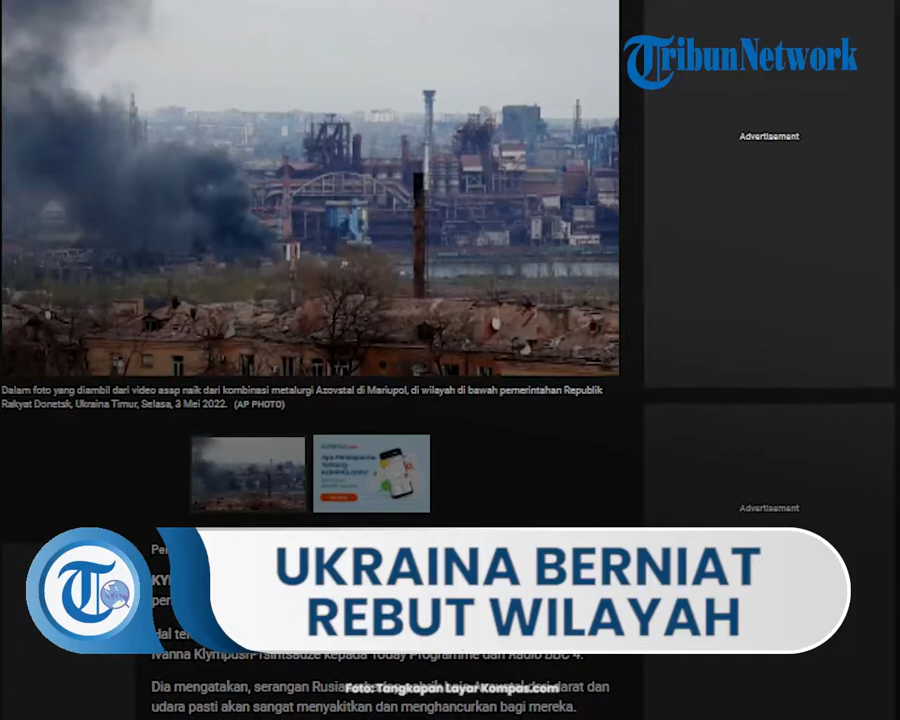 TribunNetwork
Advertisement
Dalam foto yang diambil dari video asap naik dari kombinasi metalurgi Azovstal di Mariupol, di wilayah di bawah pemerintahan Republik
Rakyat Donetsk, Ukraina Timur, Selasa, 3 Mei 2022. (AP PHOTO)
Advertisement
UKRAINA BERNIAT
REBUT WILAYAH
Ivanna Klympush-Tsintsadze kepada Today Programme dari Radio BBC 4.
Dia mengatakan, serangan Rusia darat dan
Foto: Tangkapan Layar Kompas.com
udara pasti akan sangat menyakitkan dan menghancurkan bagi mereka.